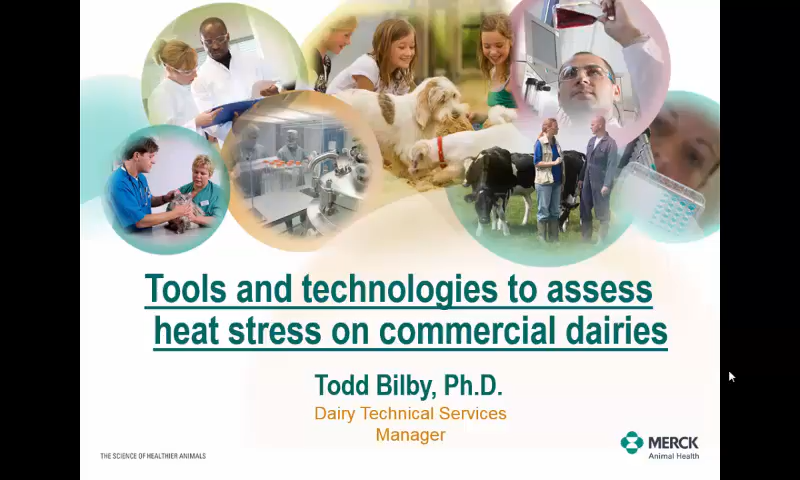 Tools and technologies to assess
heat stress on commercial dairies
Todd Bilby, Ph.D.
Dairy Technical Services
Manager
THE SCIENCE OF HEALTHIER ANIMALS
MERCK
Animal Health